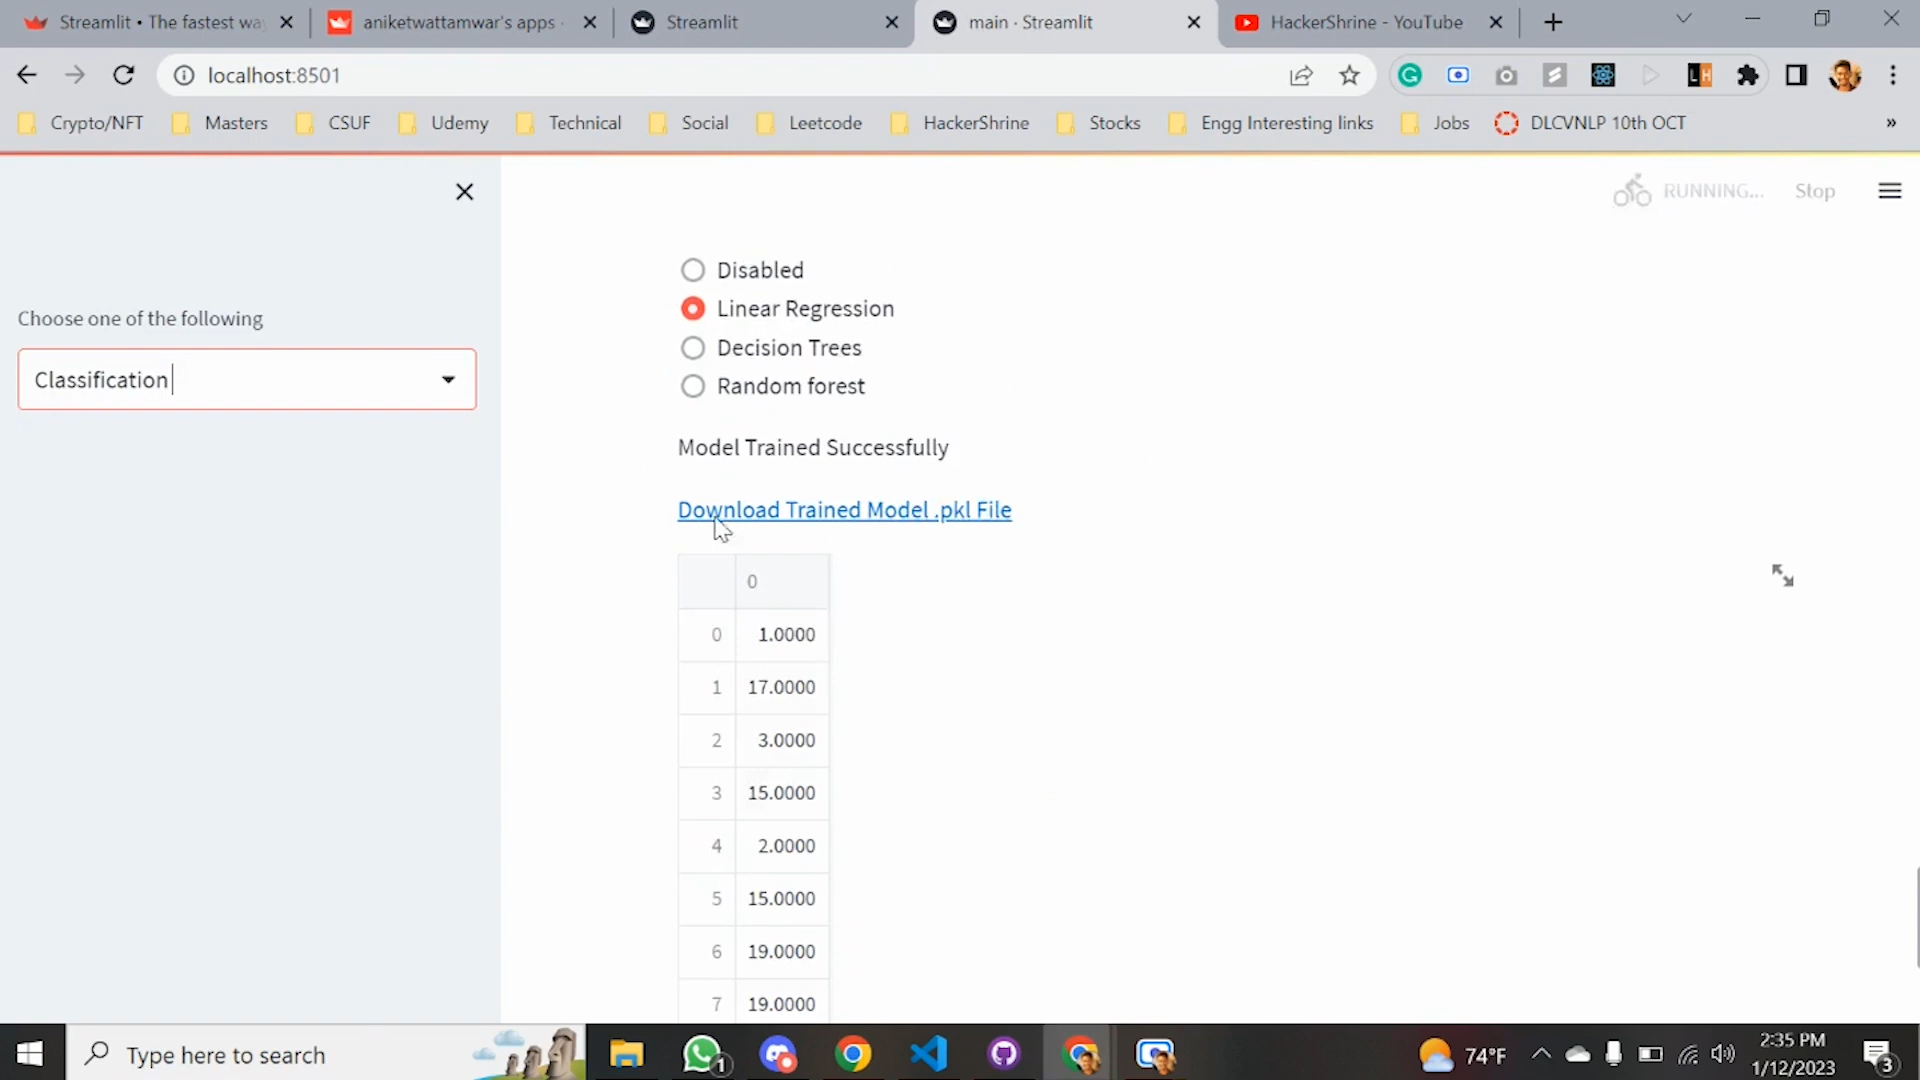 Streamlit • The fastest way
aniketwattamwar's apps ·
Streamlit
main · Streamlit
HackerShrine - YouTube
localhost:8501
Crypto/NFT
Masters
CSUF
Udemy
Technical
Social
Leetcode
HackerShrine
Stocks
Engg Interesting links
Jobs
DLCVNLP 10th OCT
»
RUNNING...
Stop
Choose one of the following
Classification
Disabled
Linear Regression
Decision Trees
Random forest
Model Trained Successfully
Download Trained Model .pkl File
0
0 1.0000
1 17.0000
2 3.0000
3 15.0000
4 2.0000
5 15.0000
6 19.0000
7 19.0000
Type here to search
1
74°F
2:35 PM
1/12/2023
3